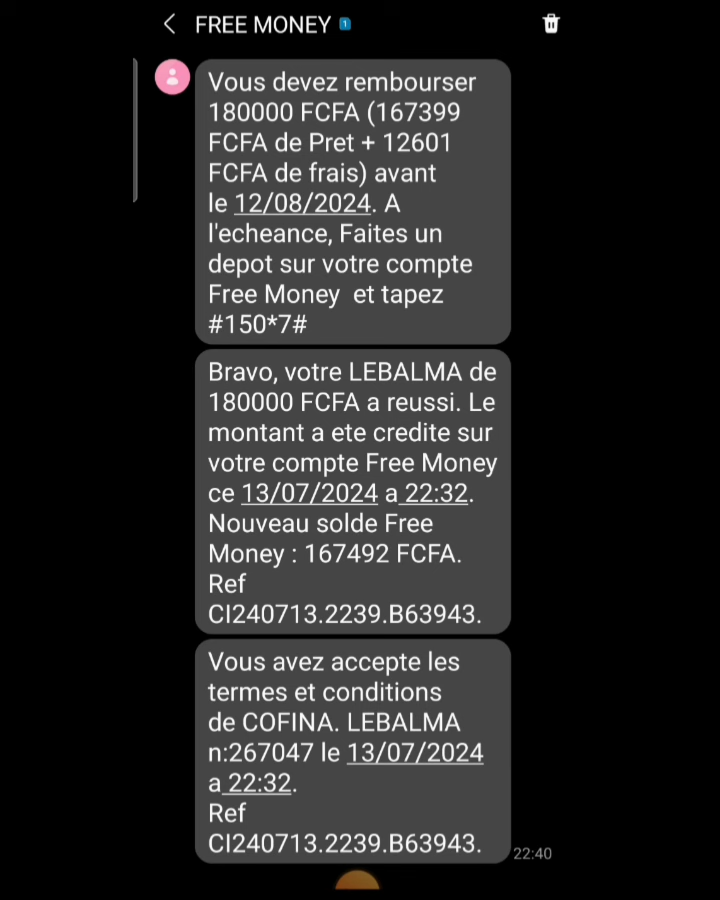 FREE MONEY 1
Vous devez rembourser
180000 FCFA (167399
FCFA de Pret + 12601
FCFA de frais) avant
le 12/08/2024. A
l'echeance, Faites un
depot sur votre compte
Free Money  et tapez
#150*7#
Bravo, votre LEBALMA de
180000 FCFA a reussi. Le
montant a ete credite sur
votre compte Free Money
ce 13/07/2024 a 22:32.
Nouveau solde Free
Money : 167492 FCFA.
Ref
CI240713.2239.B63943.
Vous avez accepte les
termes et conditions
de COFINA. LEBALMA
n:267047 le 13/07/2024
a 22:32.
Ref
CI240713.2239.B63943.
22:40